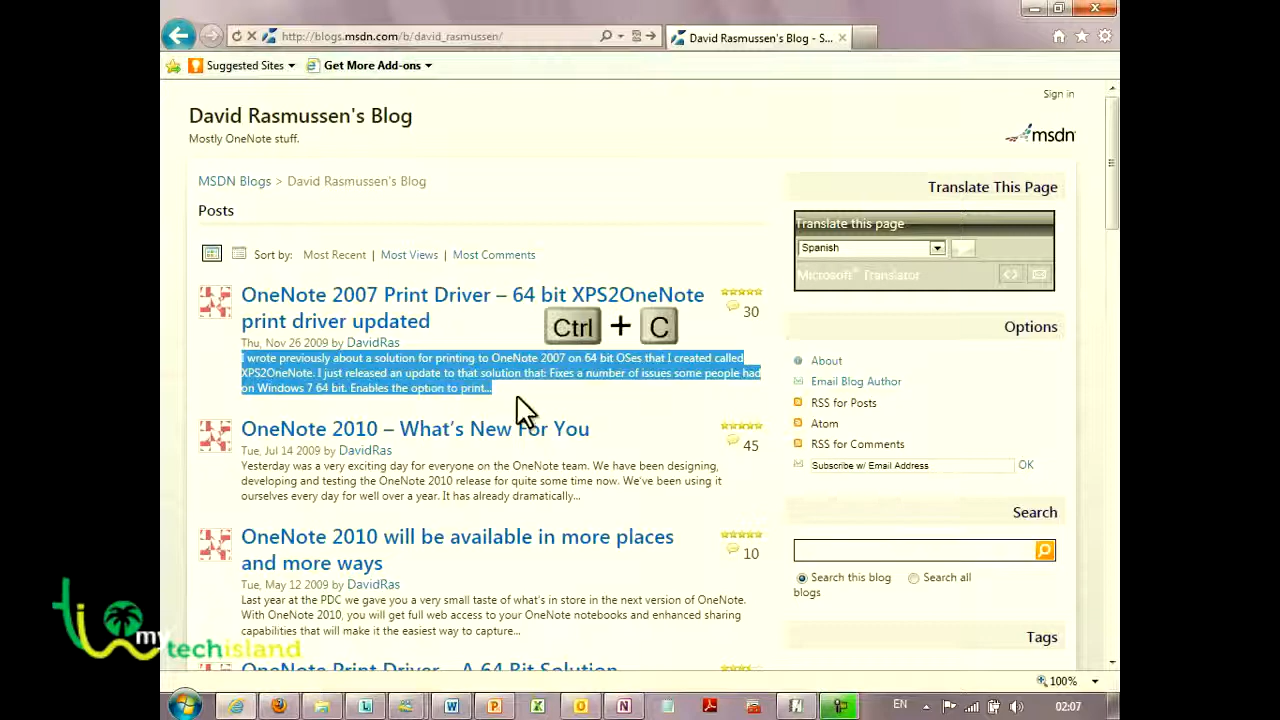 http://blogs.msdn.com/b/david_rasmussen/
David Rasmussen's Blog - S...
Suggested Sites
Get More Add-ons
Sign in
David Rasmussen's Blog
Mostly OneNote stuff.
msdn
MSDN Blogs > David Rasmussen's Blog
Posts
Sort by: Most Recent | Most Views | Most Comments
OneNote 2007 Print Driver – 64 bit XPS2OneNote
print driver updated
30
Thu, Nov 26 2009 by DavidRas
Ctrl + C
I wrote previously about a solution for printing to OneNote 2007 on 64 bit OSes that I created called
XPS2OneNote. I just released an update to that solution that: Fixes a number of issues some people had
on Windows 7 64 bit. Enables the option to print...
OneNote 2010 – What's New For You
45
Tue, Jul 14 2009 by DavidRas
Yesterday was a very exciting day for everyone on the OneNote team. We have been designing,
developing and testing the OneNote 2010 release for quite some time now. We've been using it
ourselves every day for well over a year. It has already dramatically...
OneNote 2010 will be available in more places
and more ways
10
Tue, May 12 2009 by DavidRas
Last year at the PDC we gave you a very small taste of what's in store in the next version of OneNote.
With OneNote 2010, you will get full web access to your OneNote notebooks and enhanced sharing
capabilities that will make it the easiest way to capture...
OneNote Print Driver – A 64 Bit Solution
Translate This Page
Translate this page
Spanish
Microsoft® Translator
Options
About
Email Blog Author
RSS for Posts
Atom
RSS for Comments
Subscribe w/ Email Address OK
Search
Search this blog
Search all
blogs
Tags
my
techisland
100%
EN
02:07